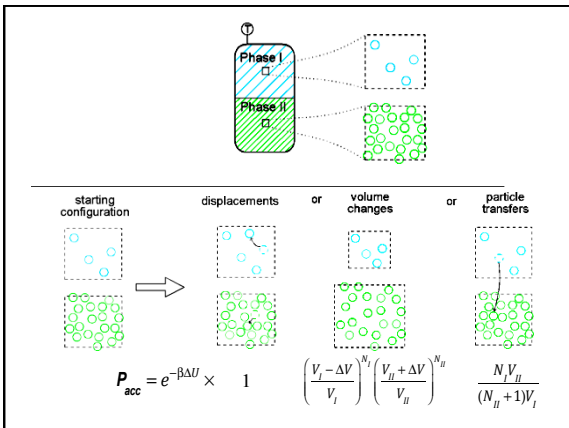 T
Phase I
Phase II
starting configuration
displacements
or
volume changes
or
particle transfers
P_acc = e^{-βΔU} × 1 ((V_I − ΔV)/V_I)^{N_I} ((V_II + ΔV)/V_II)^{N_II} N_I V_II/((N_II+1)V_I)